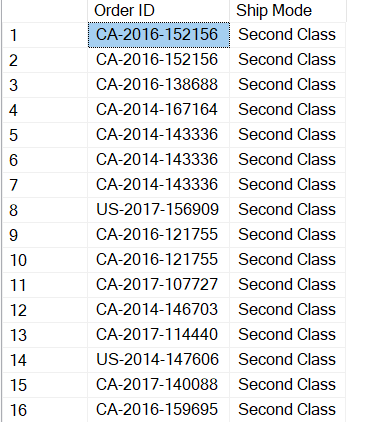 Order ID Ship Mode
1 CA-2016-152156 Second Class
2 CA-2016-152156 Second Class
3 CA-2016-138688 Second Class
4 CA-2014-167164 Second Class
5 CA-2014-143336 Second Class
6 CA-2014-143336 Second Class
7 CA-2014-143336 Second Class
8 US-2017-156909 Second Class
9 CA-2016-121755 Second Class
10 CA-2016-121755 Second Class
11 CA-2017-107727 Second Class
12 CA-2014-146703 Second Class
13 CA-2017-114440 Second Class
14 US-2014-147606 Second Class
15 CA-2017-140088 Second Class
16 CA-2016-159695 Second Class